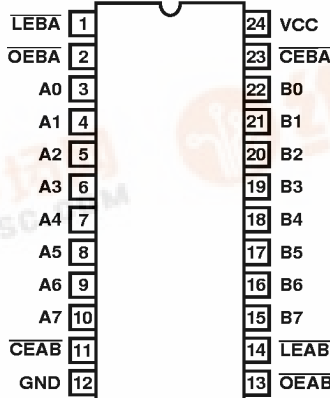 LEBA 1 24 VCC
OEBA 2 23 CEBA
A0 3 22 B0
A1 4 21 B1
A2 5 20 B2
A3 6 19 B3
A4 7 18 B4
A5 8 17 B5
A6 9 16 B6
A7 10 15 B7
CEAB 11 14 LEAB
GND 12 13 OEAB